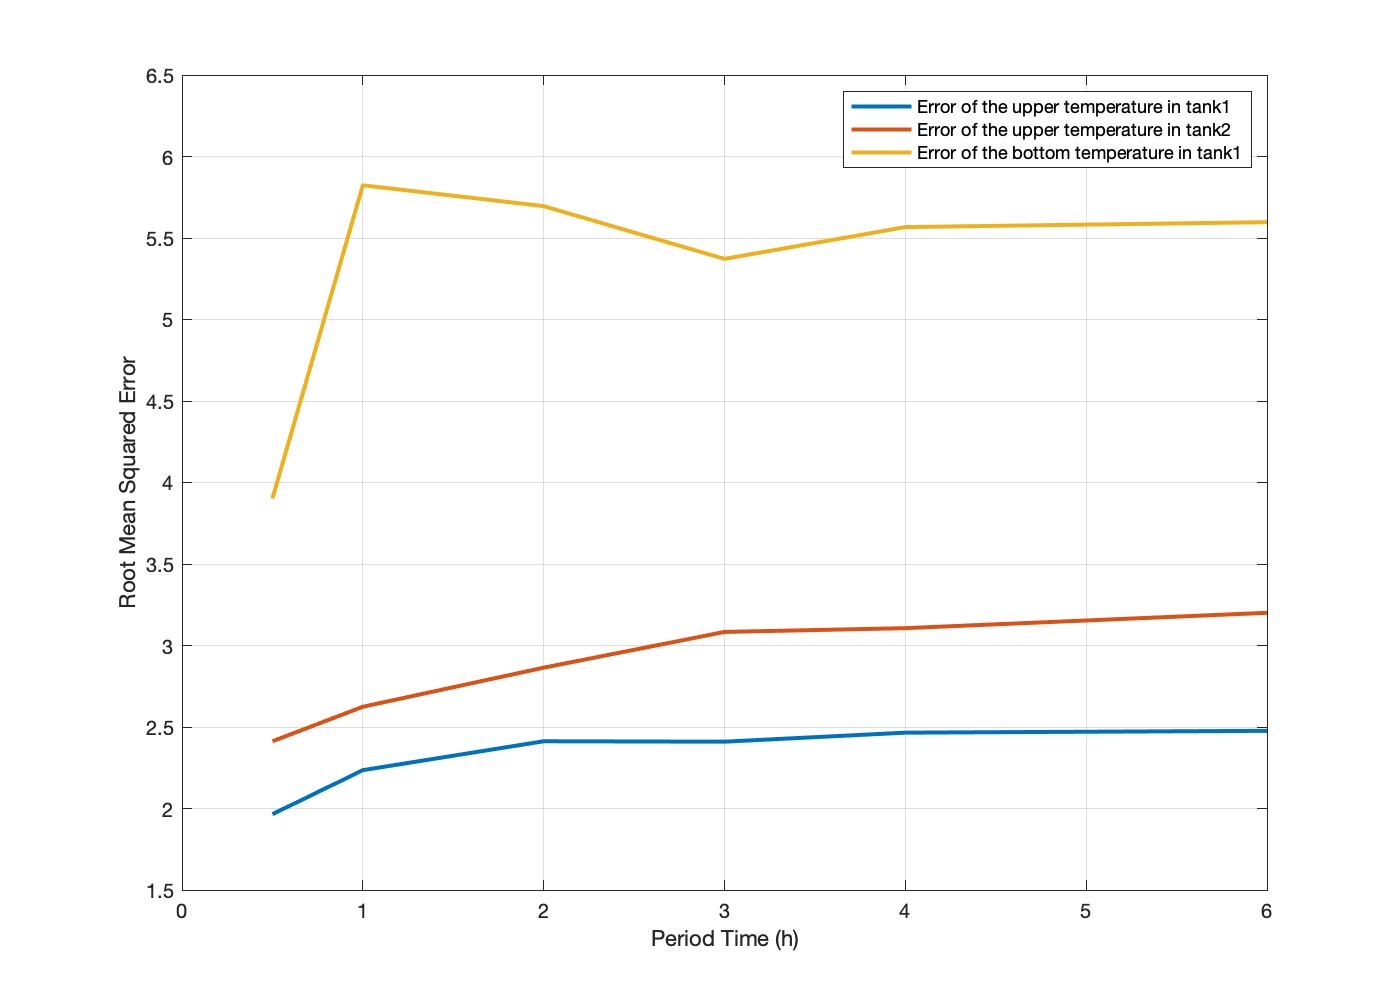 Error of the upper temperature in tank1
Error of the upper temperature in tank2
Error of the bottom temperature in tank1
6.5
6
5.5
5
4.5
4
3.5
3
2.5
2
1.5
Root Mean Squared Error
0 1 2 3 4 5 6
Period Time (h)